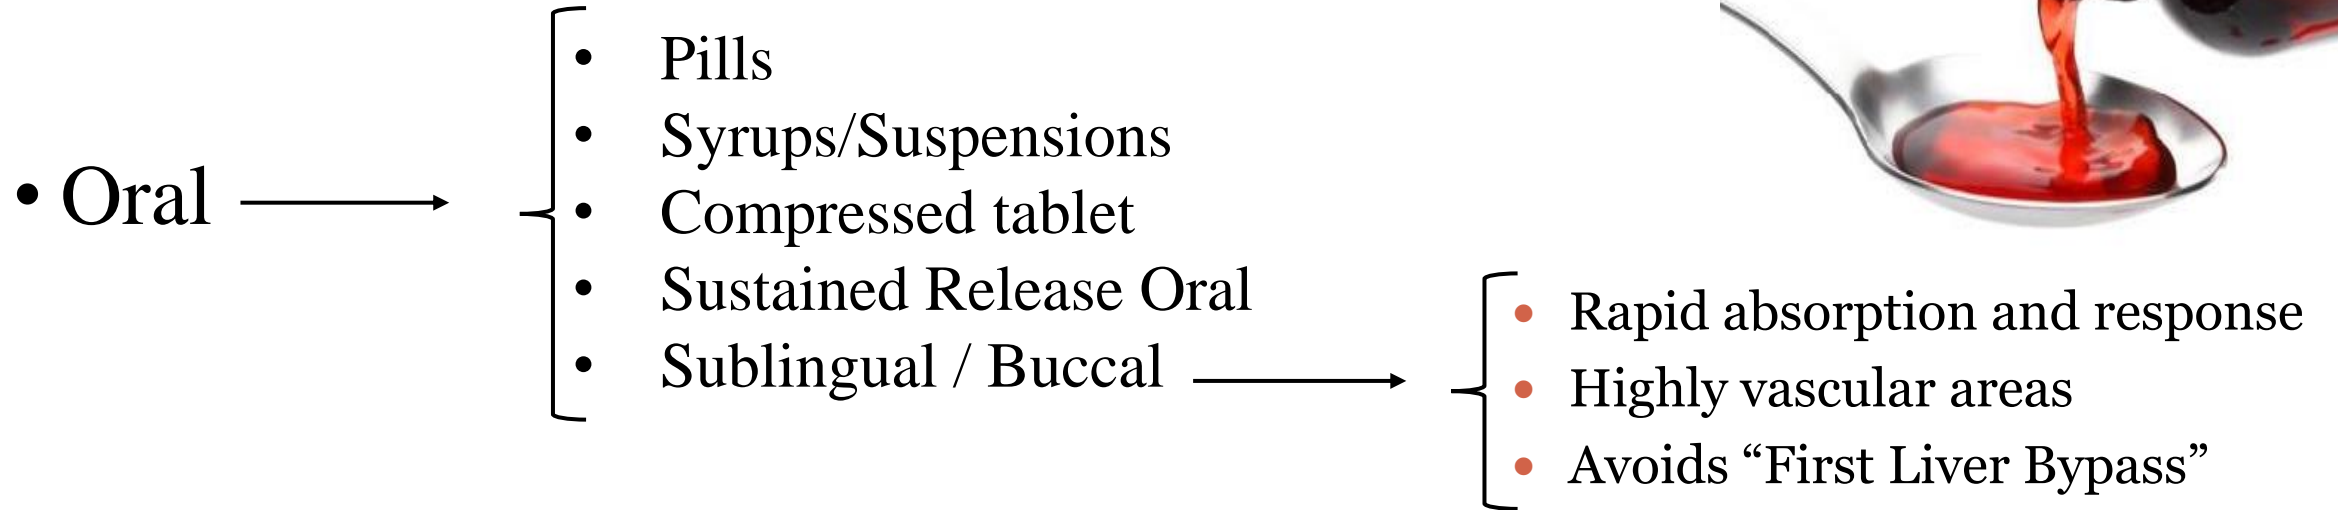 • Oral
• Pills
• Syrups/Suspensions
• Compressed tablet
• Sustained Release Oral
• Sublingual / Buccal
• Rapid absorption and response
• Highly vascular areas
• Avoids “First Liver Bypass”